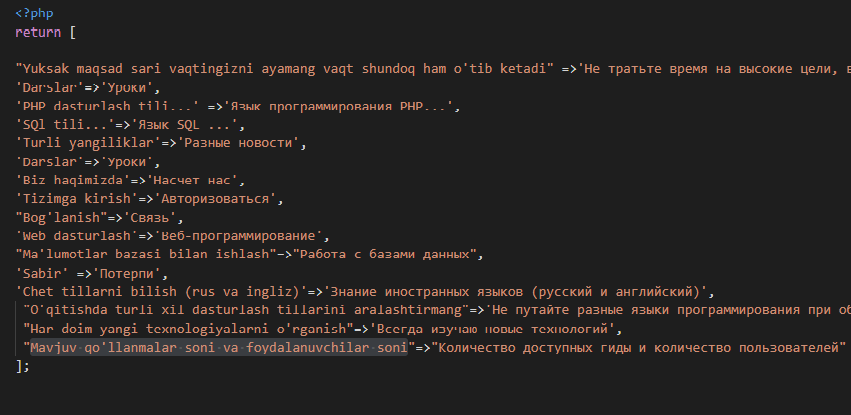 <?php
return [
"Yuksak maqsad sari vaqtingizni ayamang vaqt shundoq ham o'tib ketadi" =>'Не тратьте время на высокие цели, в
'Darslar'=>'Уроки',
'PHP dasturlash tili...' =>'Язык программирования PHP...',
'SQl tili...'=>'Язык SQL ...',
'Turli yangiliklar'=>'Разные новости',
'Darslar'=>'Уроки',
'Biz haqimizda'=>'Насчет нас',
'Tizimga kirish'=>'Авторизоваться',
"Bog'lanish"=>'Связь',
'Web dasturlash'=>'Веб-программирование',
"Ma'lumotlar bazasi bilan ishlash"=>"Работа с базами данных",
'Sabir' =>'Потерпи',
'Chet tillarni bilish (rus va ingliz)'=>'Знание иностранных языков (русский и английский)',
"O'qitishda turli xil dasturlash tillarini aralashtirmang"=>'Не путайте разные языки программирования при об
"Har doim yangi texnologiyalarni o'rganish"=>'Всегда изучаю новые технологий',
"Mavjuv qo'llanmalar soni va foydalanuvchilar soni"=>"Количество доступных гиды и количество пользователей"
];